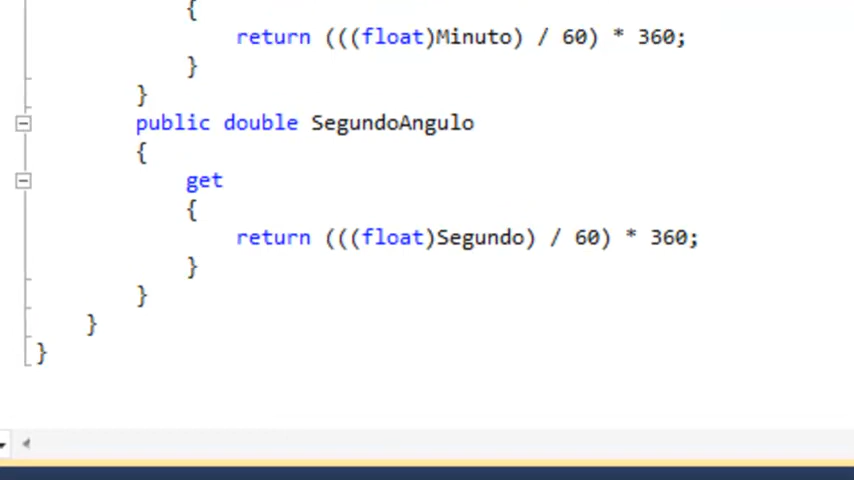 {
return (((float)Minuto) / 60) * 360;
}
}
public double SegundoAngulo
{
get
{
return (((float)Segundo) / 60) * 360;
}
}
}
}